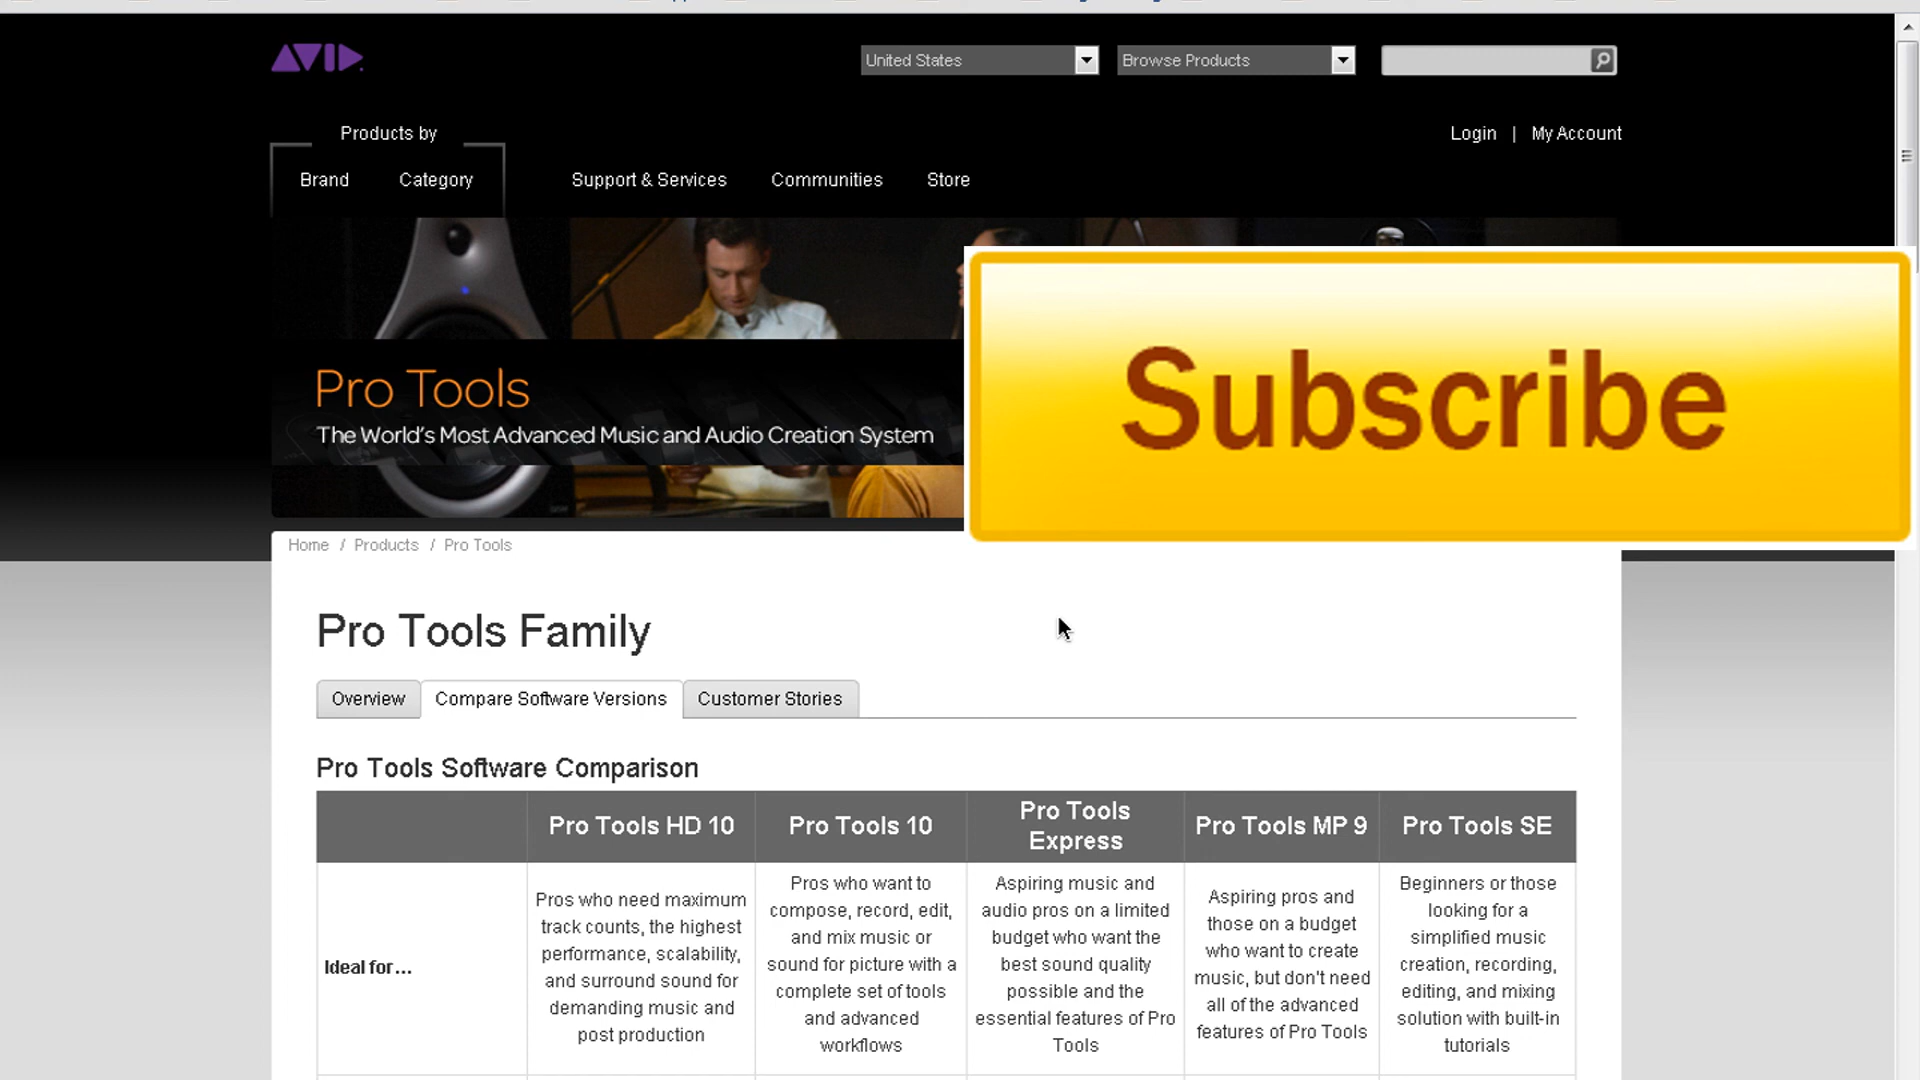 AVID
United States
Browse Products
Products by
Login | My Account
Brand
Category
Support & Services
Communities
Store
Subscribe
Pro Tools
The World's Most Advanced Music and Audio Creation System
Home / Products / Pro Tools
Pro Tools Family
Overview
Compare Software Versions
Customer Stories
Pro Tools Software Comparison
Pro Tools HD 10
Pro Tools 10
Pro Tools
Express
Pro Tools MP 9
Pro Tools SE
Ideal for...
Pros who need maximum
track counts, the highest
performance, scalability,
and surround sound for
demanding music and
post production
Pros who want to
compose, record, edit,
and mix music or
sound for picture with a
complete set of tools
and advanced
workflows
Aspiring music and
audio pros on a limited
budget who want the
best sound quality
possible and the
essential features of Pro
Tools
Aspiring pros and
those on a budget
who want to create
music, but don't need
all of the advanced
features of Pro Tools
Beginners or those
looking for a
simplified music
creation, recording,
editing, and mixing
solution with built-in
tutorials